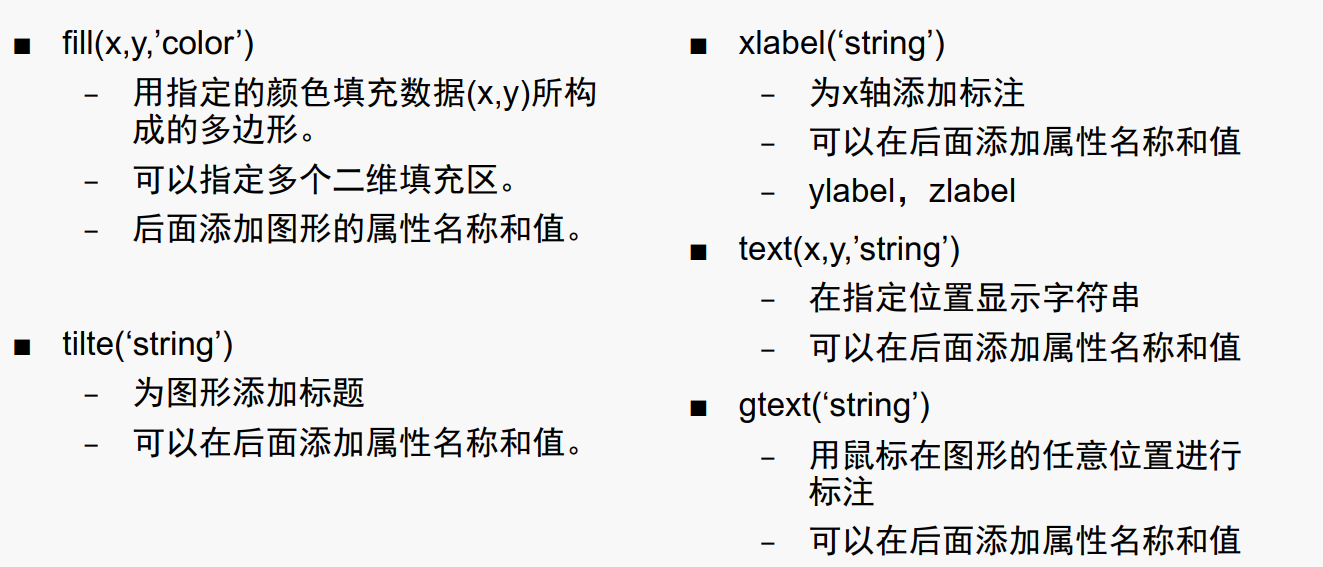 ■ fill(x,y,’color’)
– 用指定的颜色填充数据(x,y)所构
成的多边形。
– 可以指定多个二维填充区。
– 后面添加图形的属性名称和值。
■ tilte(‘string’)
– 为图形添加标题
– 可以在后面添加属性名称和值。
■ xlabel(‘string’)
– 为x轴添加标注
– 可以在后面添加属性名称和值
– ylabel，zlabel
■ text(x,y,’string’)
– 在指定位置显示字符串
– 可以在后面添加属性名称和值
■ gtext(‘string’)
– 用鼠标在图形的任意位置进行
标注
– 可以在后面添加属性名称和值